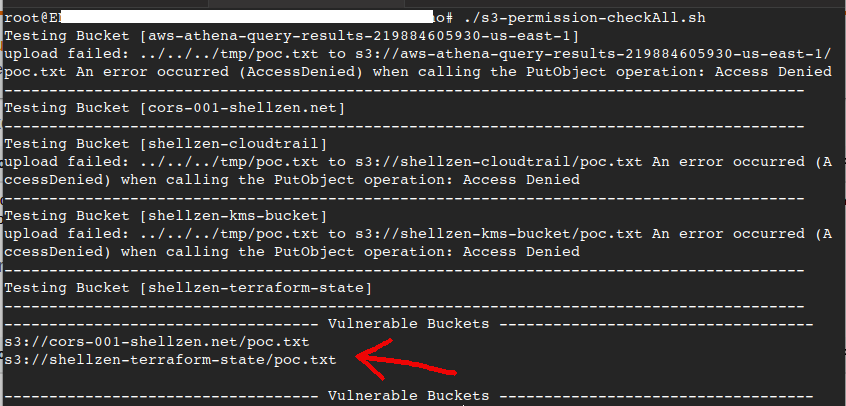 root@E o# ./s3-permission-checkAll.sh
Testing Bucket [aws-athena-query-results-219884605930-us-east-1]
upload failed: ../../../tmp/poc.txt to s3://aws-athena-query-results-219884605930-us-east-1/
poc.txt An error occurred (AccessDenied) when calling the PutObject operation: Access Denied
--------------------------------------------------------------------------------
Testing Bucket [cors-001-shellzen.net]
--------------------------------------------------------------------------------
Testing Bucket [shellzen-cloudtrail]
upload failed: ../../../tmp/poc.txt to s3://shellzen-cloudtrail/poc.txt An error occurred (A
ccessDenied) when calling the PutObject operation: Access Denied
--------------------------------------------------------------------------------
Testing Bucket [shellzen-kms-bucket]
upload failed: ../../../tmp/poc.txt to s3://shellzen-kms-bucket/poc.txt An error occurred (A
ccessDenied) when calling the PutObject operation: Access Denied
--------------------------------------------------------------------------------
Testing Bucket [shellzen-terraform-state]
--------------------------------------------------------------------------------
-------------------------------- Vulnerable Buckets --------------------------------
s3://cors-001-shellzen.net/poc.txt
s3://shellzen-terraform-state/poc.txt
-------------------------------- Vulnerable Buckets --------------------------------